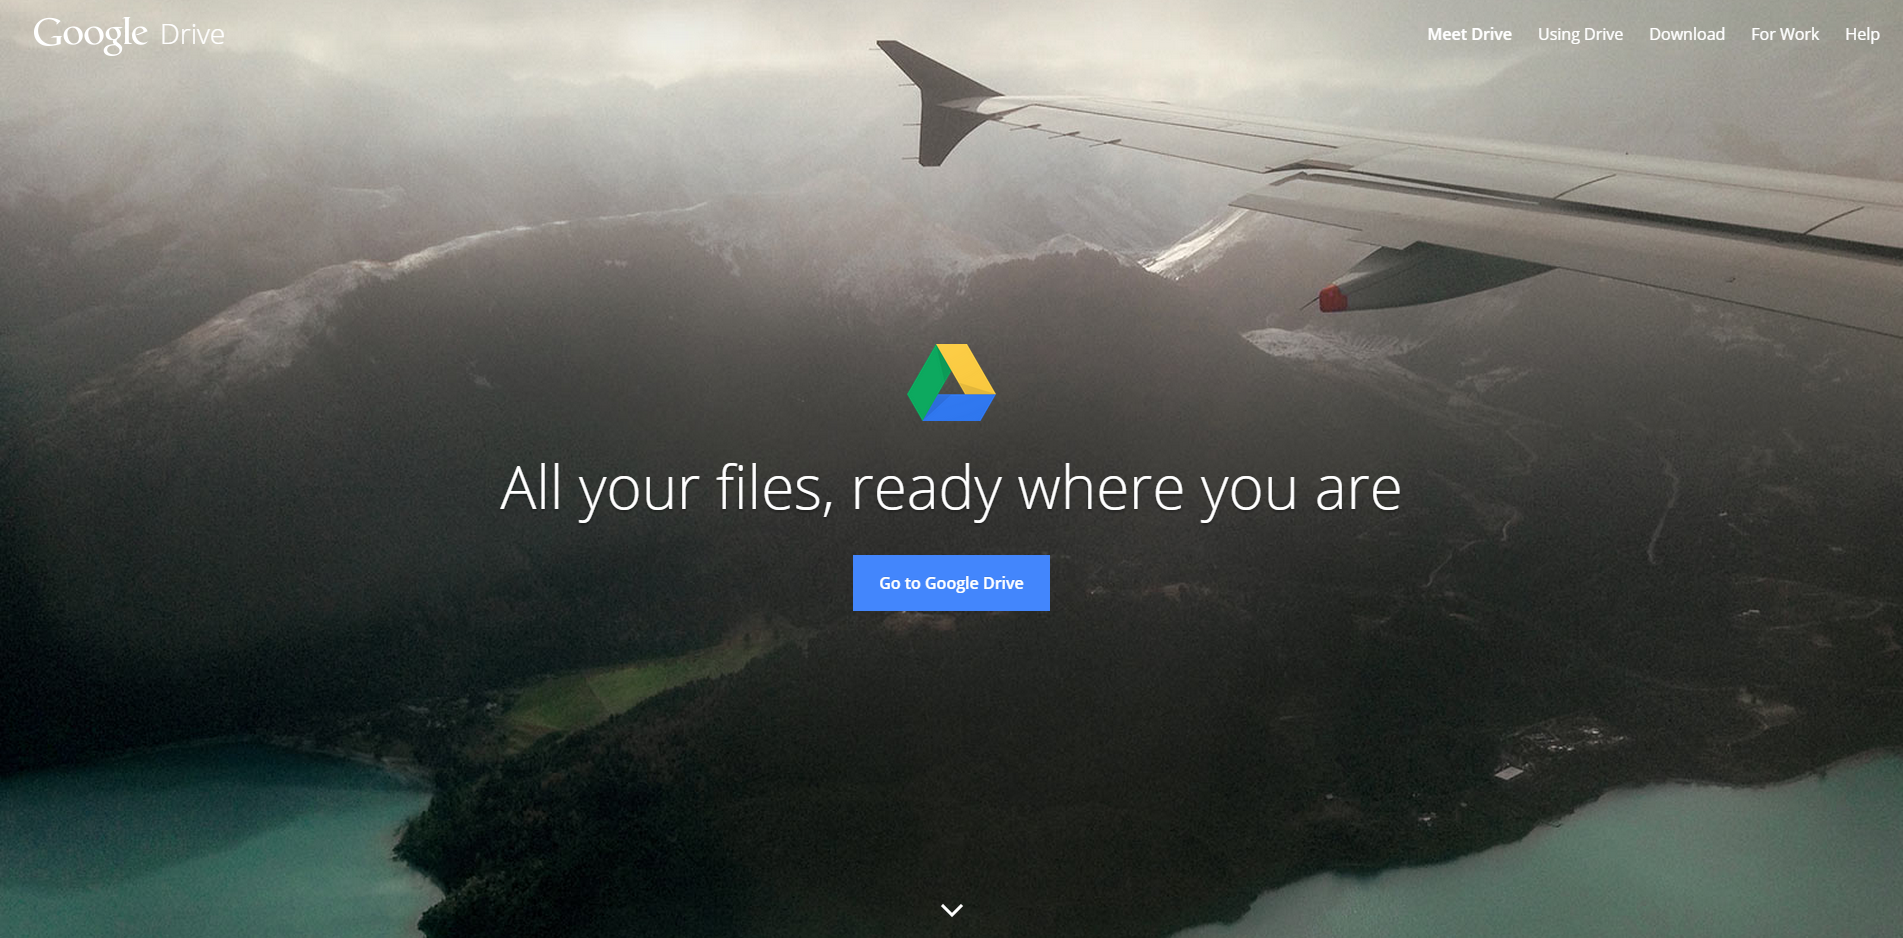 Google Drive
Meet Drive
Using Drive
Download
For Work
Help
All your files, ready where you are
Go to Google Drive